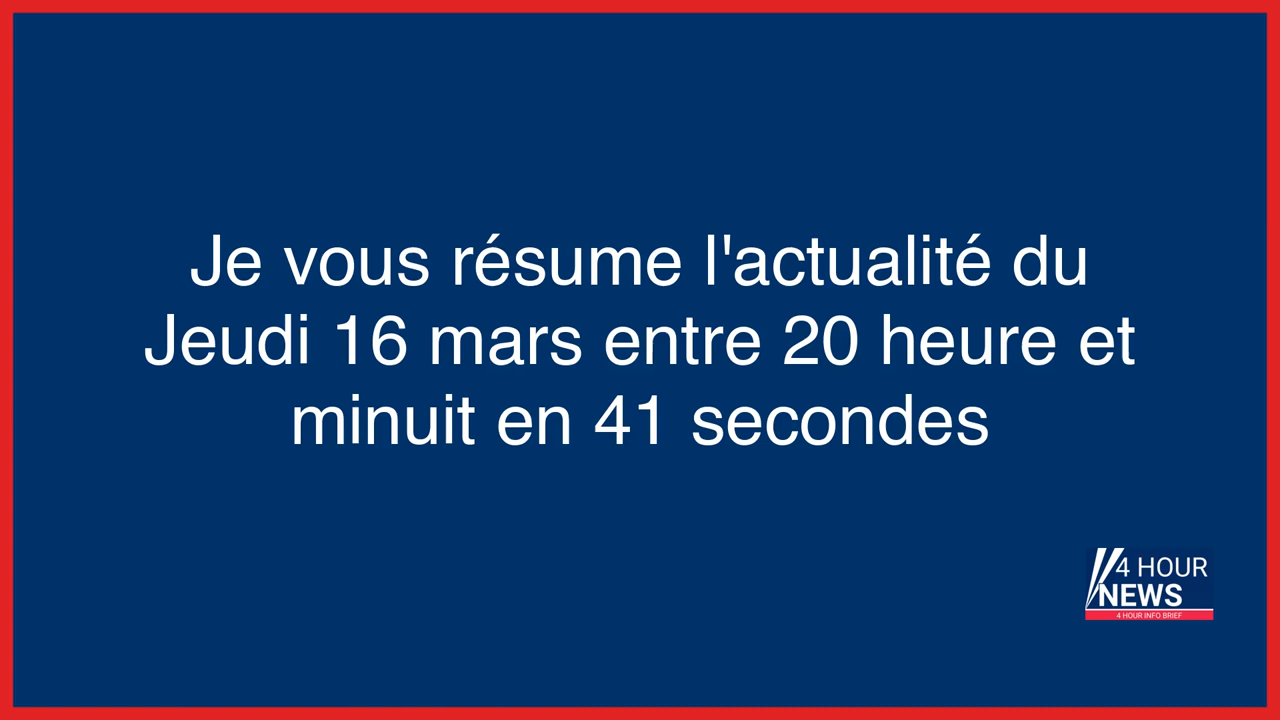 Je vous résume l'actualité du
Jeudi 16 mars entre 20 heure et
minuit en 41 secondes
4 HOUR
NEWS
4 HOUR INFO BRIEF